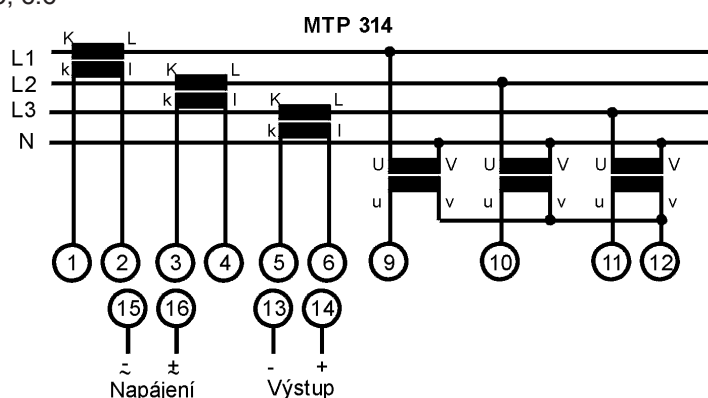 MTP 314
K L
L1
k l
K L
L2
k l
L3
K L
k l
N
U V U V U V
u v u v u v
1 2 3 4 5 6 9 10 11 12
15 16 13 14
~ ± - +
Napájení Výstup